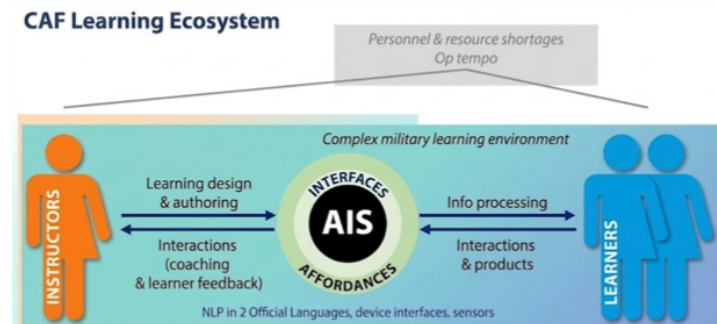 CAF Learning Ecosystem
Personnel & resource shortages
Op tempo
Complex military learning environment
INSTRUCTORS
Learning design
& authoring
Interactions
(coaching
& learner feedback)
INTERFACES
AIS
AFFORDANCES
Info processing
Interactions
& products
LEARNERS
NLP in 2 Official Languages, device interfaces, sensors